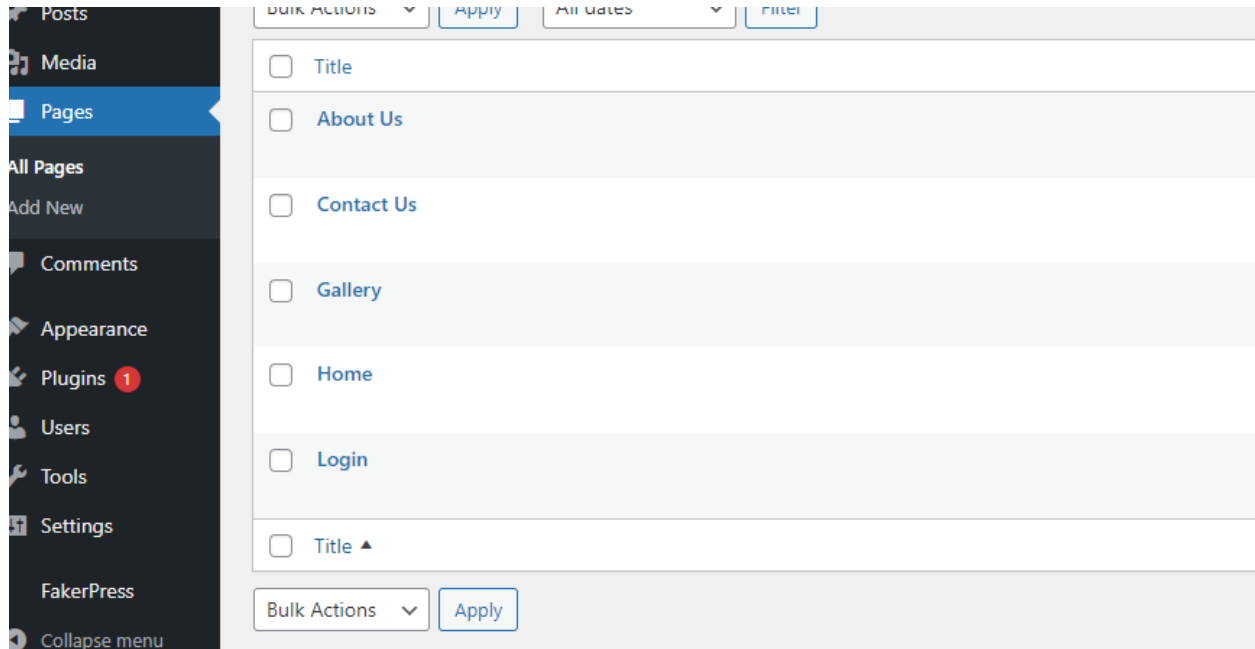 Posts
Media
Pages
All Pages
Add New
Comments
Appearance
Plugins 1
Users
Tools
Settings
FakerPress
Collapse menu
Bulk Actions Apply All dates Filter
Title
About Us
Contact Us
Gallery
Home
Login
Title
Bulk Actions Apply